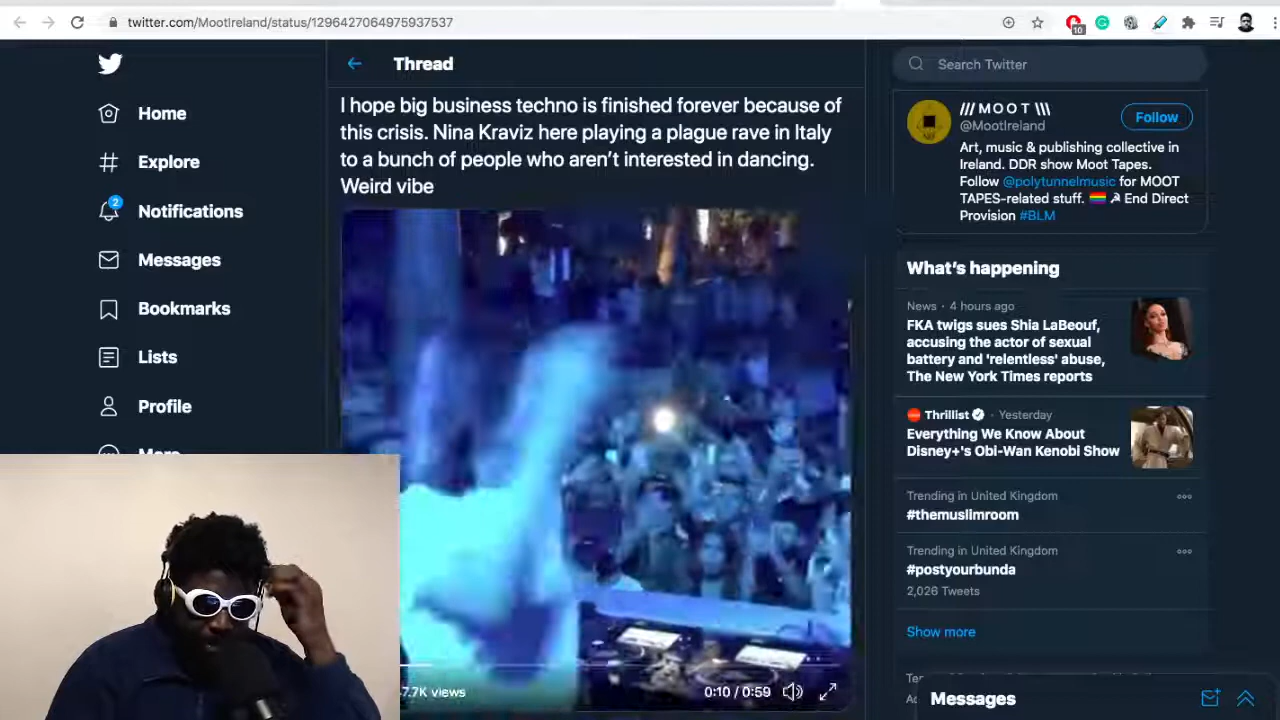 twitter.com/MootIreland/status/1296427064975937537
10
Thread
Search Twitter
Home
Explore
2
Notifications
Messages
Bookmarks
Lists
Profile
More
I hope big business techno is finished forever because of
this crisis. Nina Kraviz here playing a plague rave in Italy
to a bunch of people who aren’t interested in dancing.
Weird vibe
7.7K views
0:10 / 0:59
/// M O O T \\\
@MootIreland
Follow
Art, music & publishing collective in
Ireland. DDR show Moot Tapes.
Follow @polytunnelmusic for MOOT
TAPES-related stuff. 🏳️‍🌈 ☭ End Direct
Provision #BLM
What’s happening
News · 4 hours ago
FKA twigs sues Shia LaBeouf,
accusing the actor of sexual
battery and 'relentless' abuse,
The New York Times reports
Thrillist · Yesterday
Everything We Know About
Disney+'s Obi-Wan Kenobi Show
Trending in United Kingdom
#themuslimroom
Trending in United Kingdom
#postyourbunda
2,026 Tweets
Show more
Messages